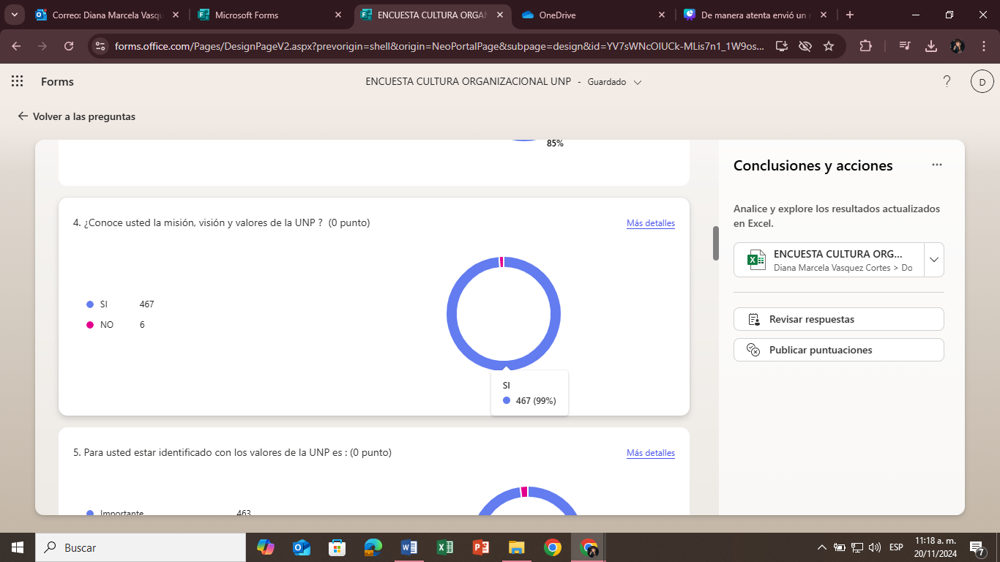 Correo: Diana Marcela Vasqu
Microsoft Forms
ENCUESTA CULTURA ORGAN
OneDrive
De manera atenta envió un r
forms.office.com/Pages/DesignPageV2.aspx?prevorigin=shell&origin=NeoPortalPage&subpage=design&id=YV7sWNcOIUCk-MLis7n1_1W9os...
Forms
ENCUESTA CULTURA ORGANIZACIONAL UNP - Guardado
?
D
Volver a las preguntas
85%
4. ¿Conoce usted la misión, visión y valores de la UNP ? (0 punto)
Más detalles
SI 467
NO 6
SI
467 (99%)
5. Para usted estar identificado con los valores de la UNP es : (0 punto)
Más detalles
Importante 463
Conclusiones y acciones
Analice y explore los resultados actualizados
en Excel.
ENCUESTA CULTURA ORG...
Diana Marcela Vasquez Cortes > Do
Revisar respuestas
Publicar puntuaciones
Buscar
ESP
11:18 a. m.
20/11/2024
7